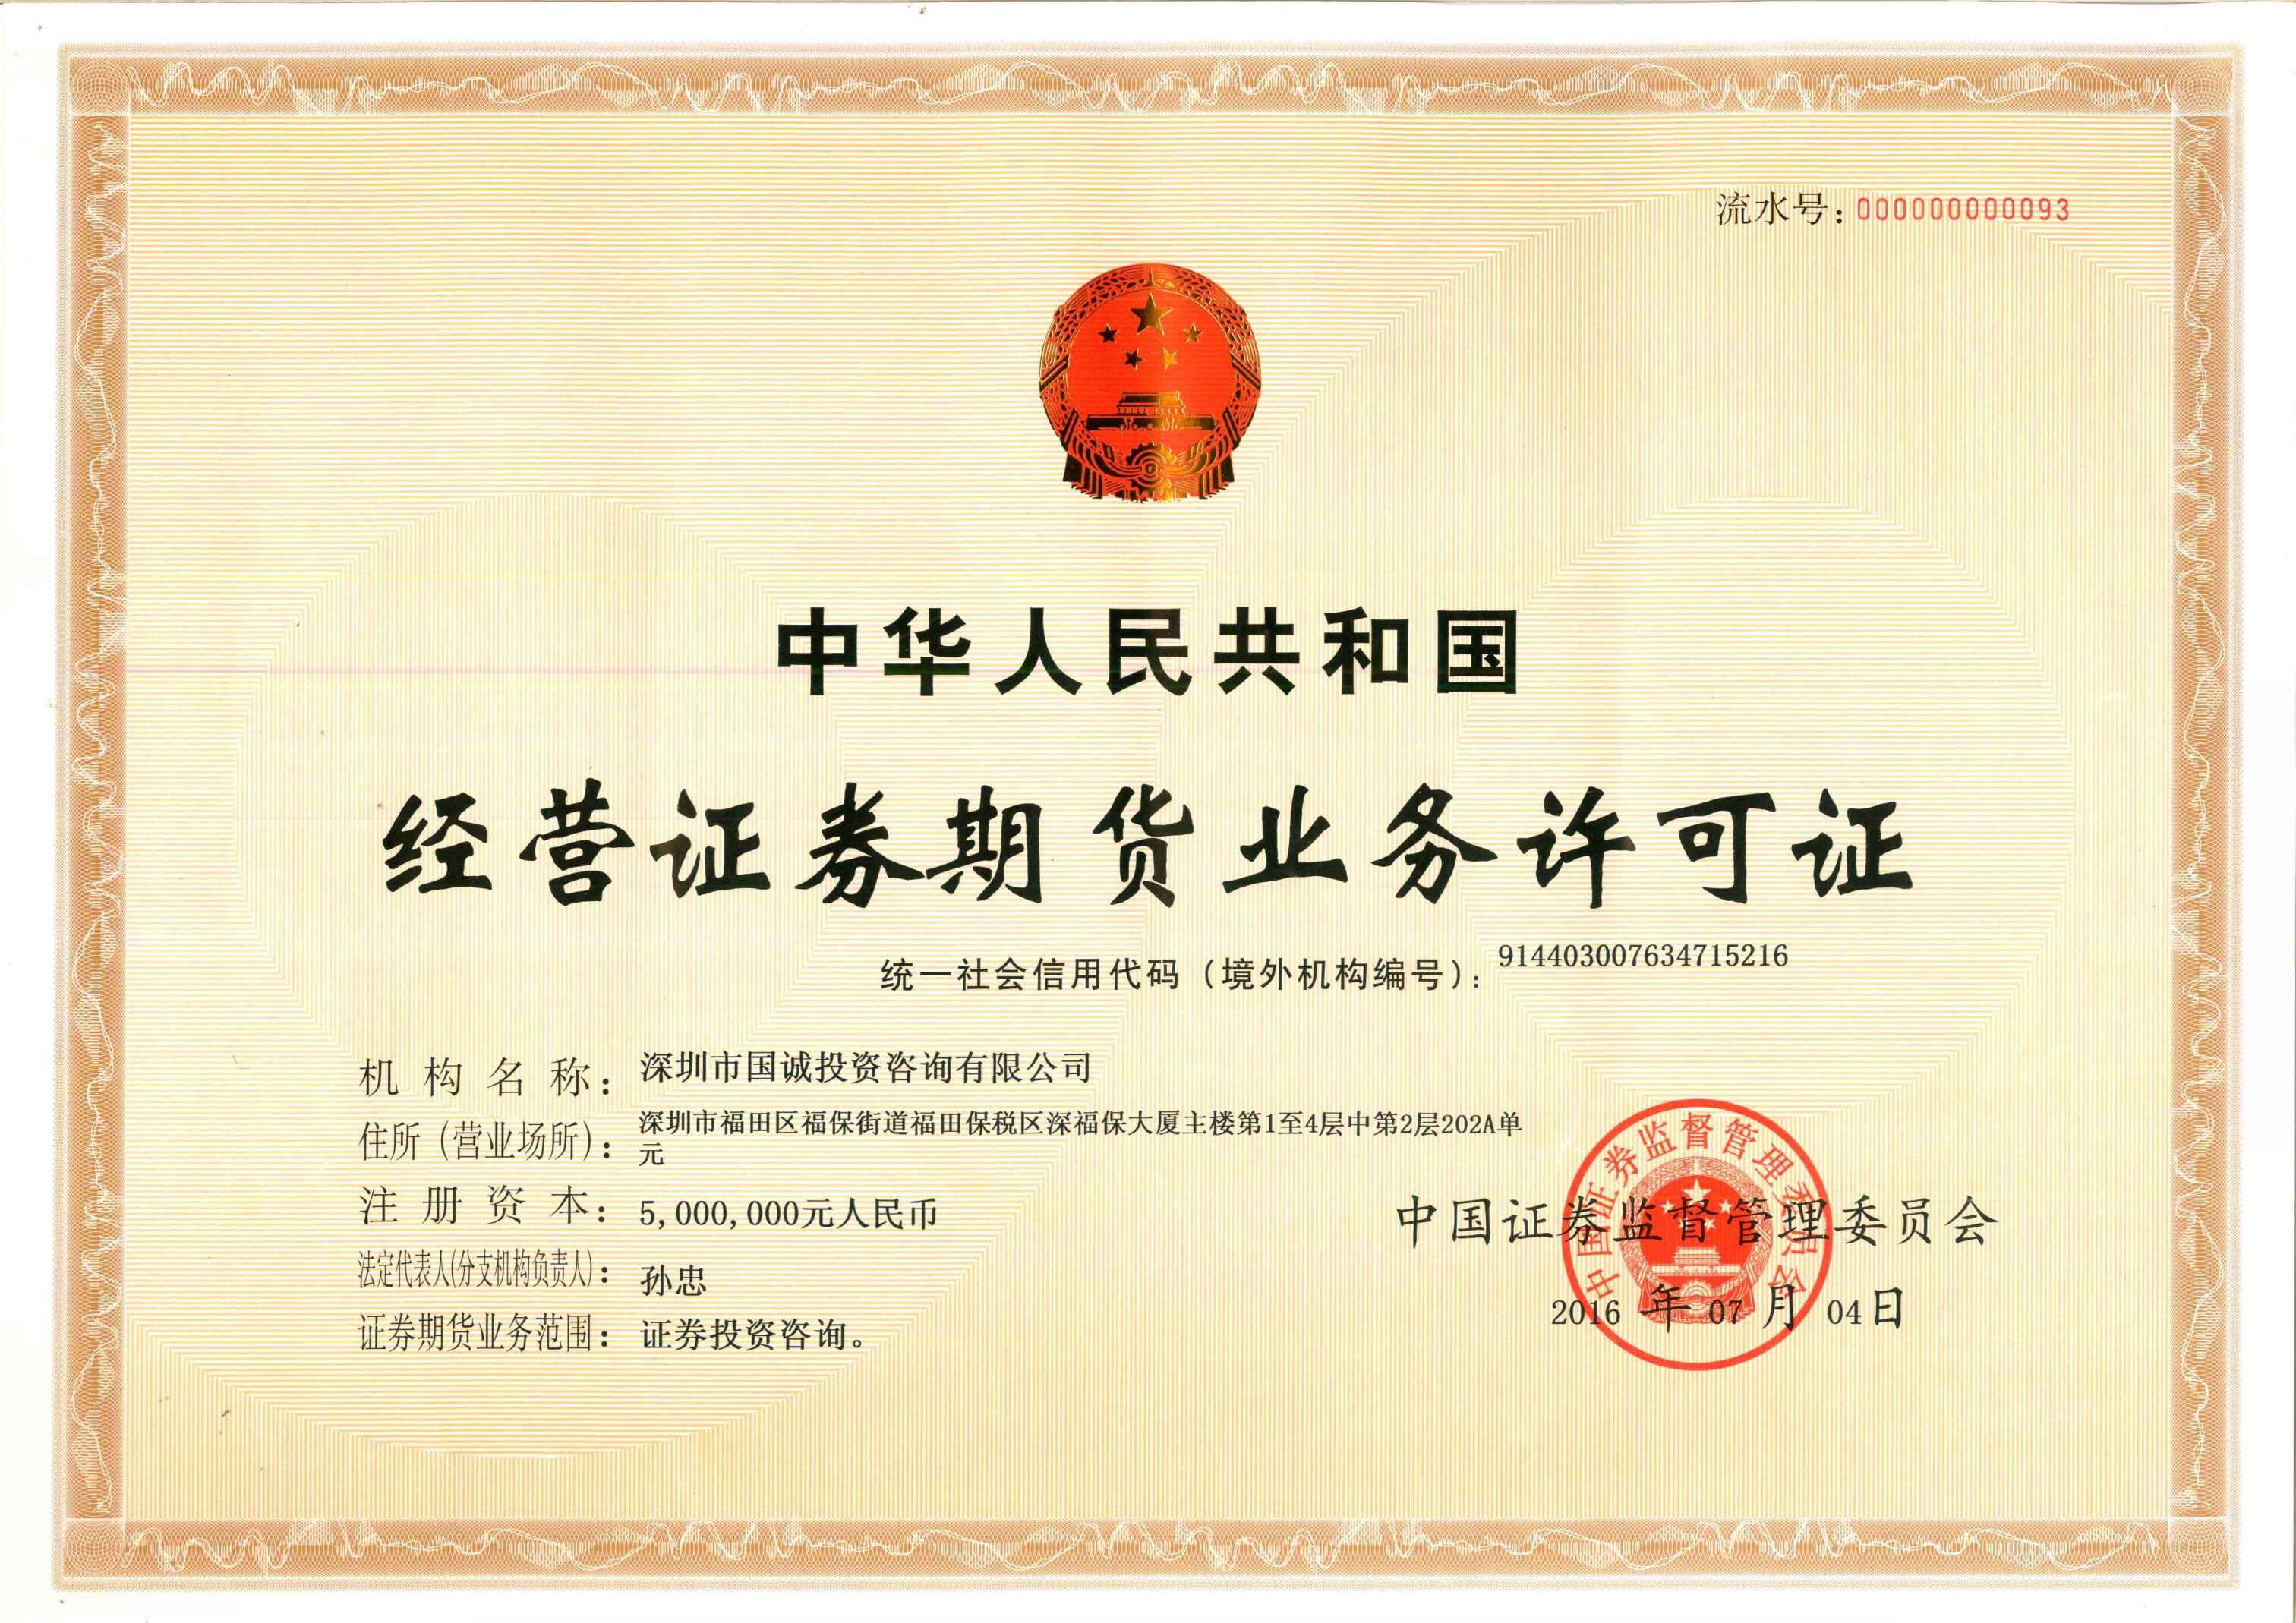 流水号：000000000093
中华人民共和国
经营证券期货业务许可证
统一社会信用代码（境外机构编号）：914403007634715216
机构名称：深圳市国诚投资咨询有限公司
住所（营业场所）：深圳市福田区福保街道福田保税区深福保大厦主楼第1至4层中第2层202A单
元
注册资本：5,000,000元人民币
法定代表人(分支机构负责人)：孙忠
证券期货业务范围：证券投资咨询。
中国证券监督管理委员会
中国证券监督管理委员会
2016年07月04日